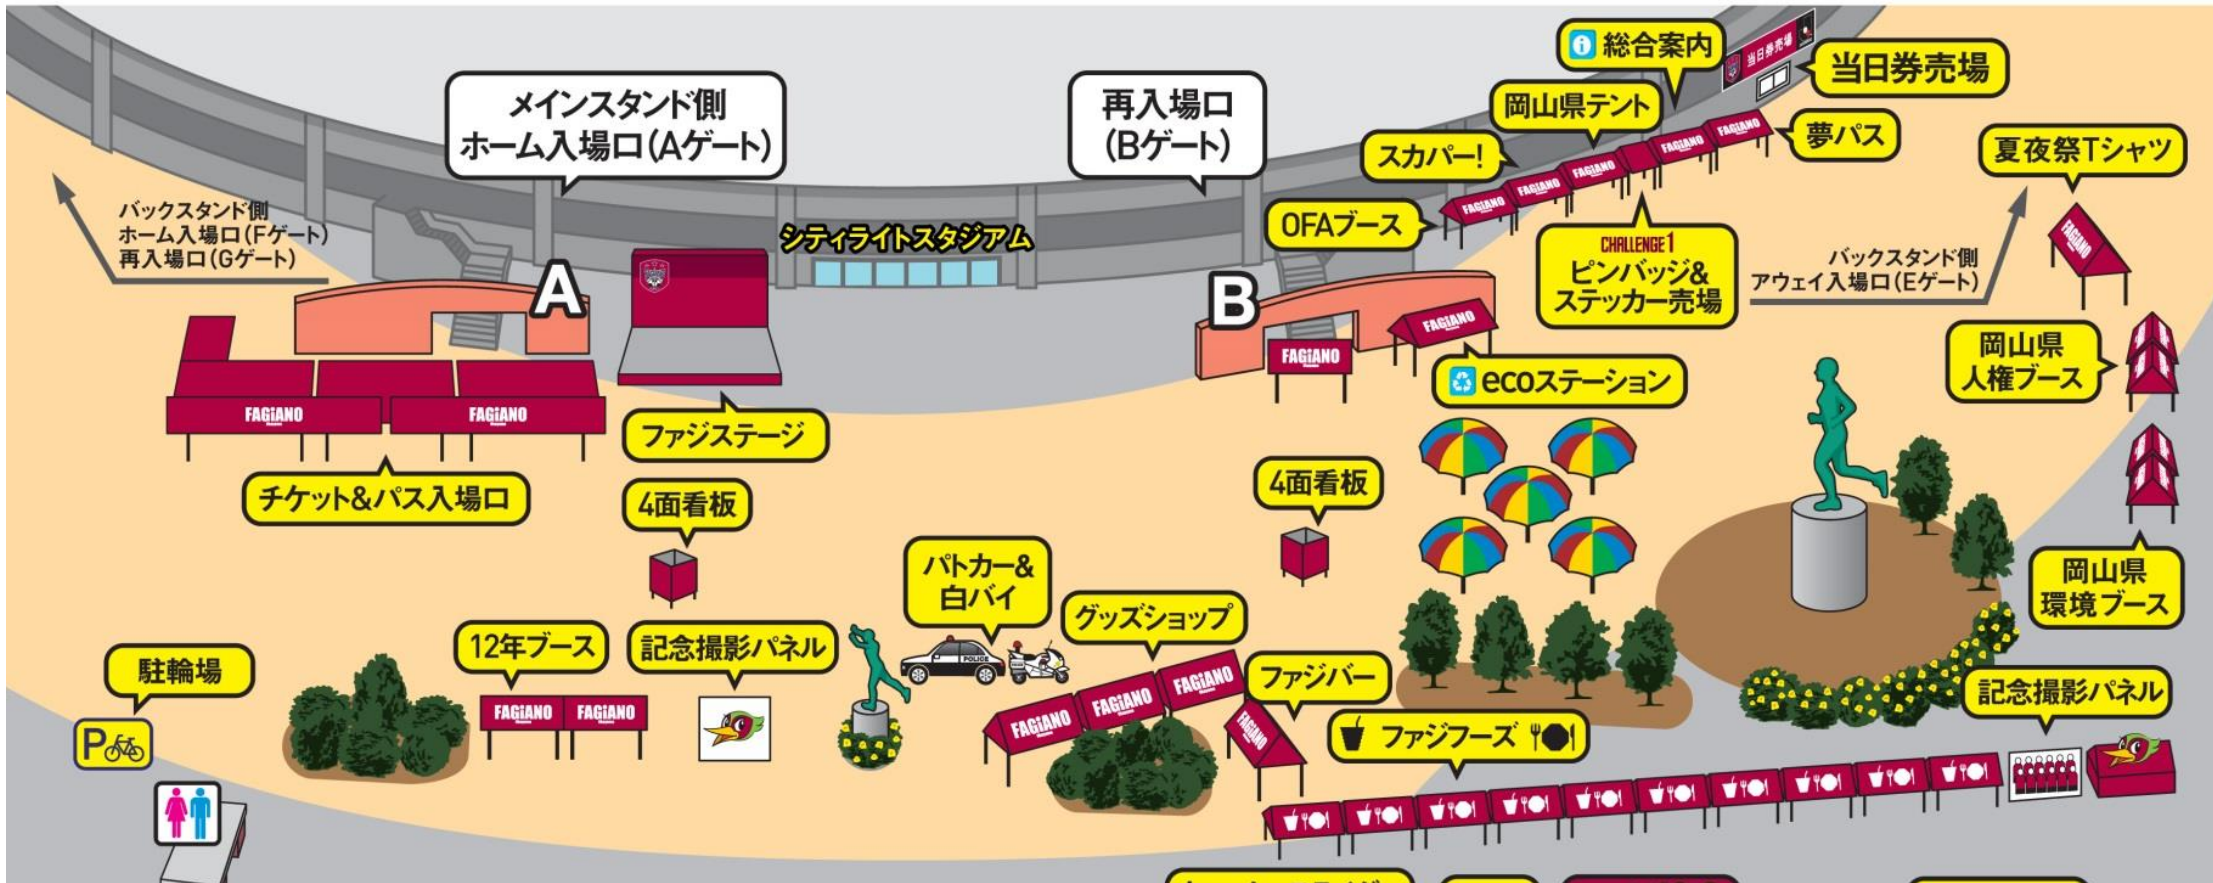 総合案内
当日券売場
当日券売場
メインスタンド側
ホーム入場口(Aゲート)
再入場口
(Bゲート)
岡山県テント
スカパー!
夢パス
夏夜祭Tシャツ
OFAブース
FAGiANO
FAGiANO
FAGiANO
FAGiANO
FAGiANO
バックスタンド側
ホーム入場口(Fゲート)
再入場口(Gゲート)
シティライトスタジアム
CHALLENGE1
ピンバッジ&
ステッカー売場
バックスタンド側
アウェイ入場口(Eゲート)
FAGiANO
A
B
FAGiANO
FAGiANO
岡山県
人権ブース
ecoステーション
FAGiANO
FAGiANO
ファジステージ
チケット&パス入場口
4面看板
4面看板
パトカー&
白バイ
岡山県
環境ブース
グッズショップ
12年ブース
記念撮影パネル
POLICE
駐輪場
ファジバー
記念撮影パネル
FAGiANO
FAGiANO
FAGiANO
FAGiANO
FAGiANO
FAGiANO
ファジフーズ
P